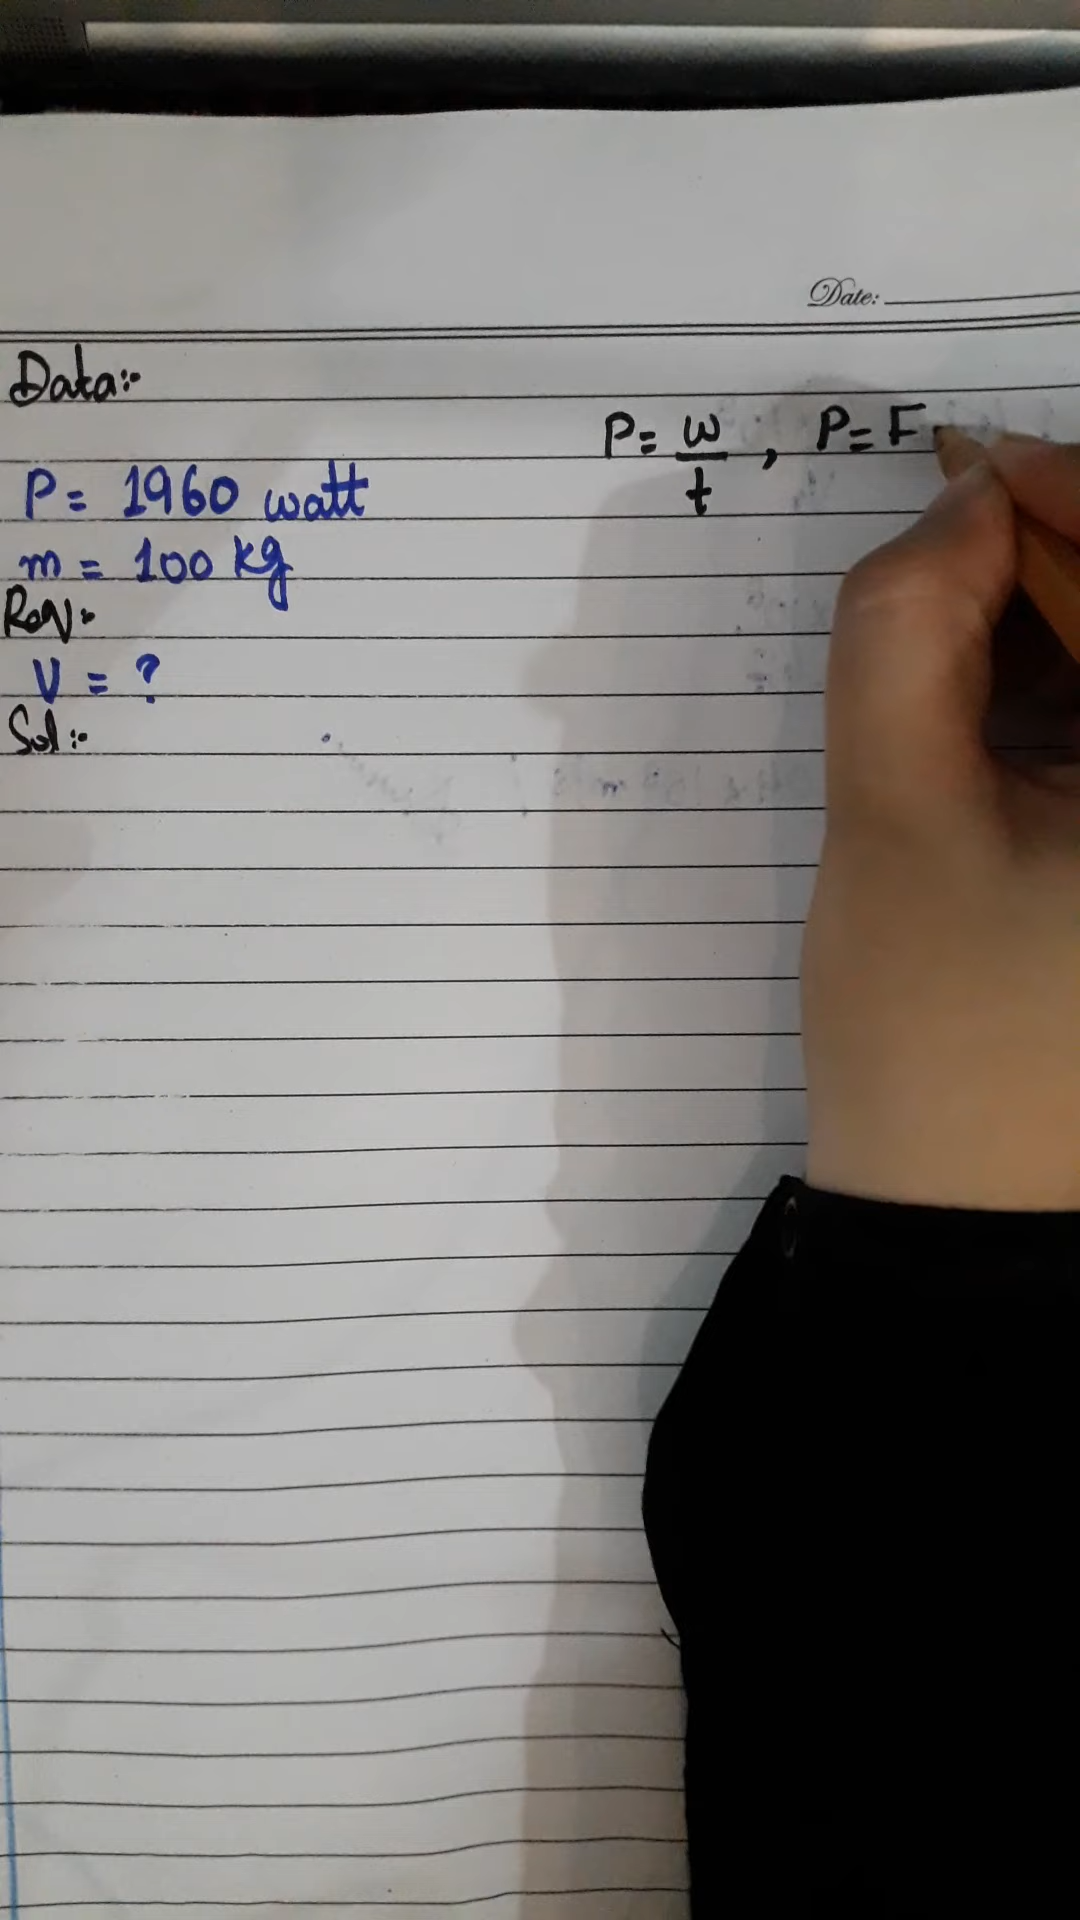 Date:
Data:-
P = w/t , P = F
P = 1960 watt
m = 100 kg
Req:-
V = ?
Sol:-